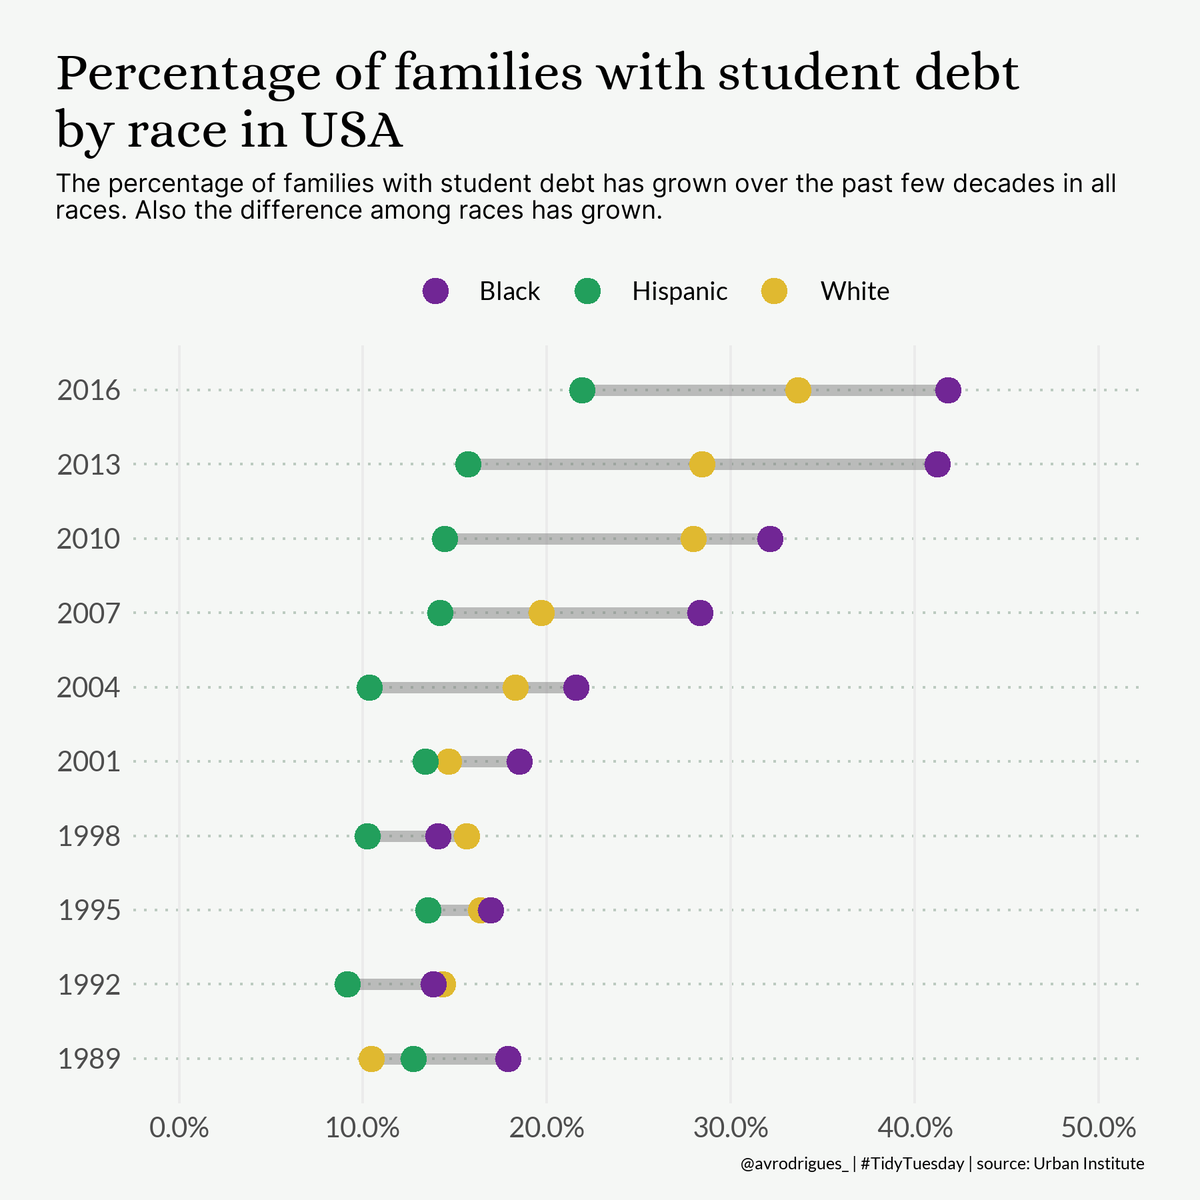 Percentage of families with student debt
by race in USA
The percentage of families with student debt has grown over the past few decades in all
races. Also the difference among races has grown.
Black Hispanic White
2016
2013
2010
2007
2004
2001
1998
1995
1992
1989
0.0% 10.0% 20.0% 30.0% 40.0% 50.0%
@avrodrigues_ | #TidyTuesday | source: Urban Institute